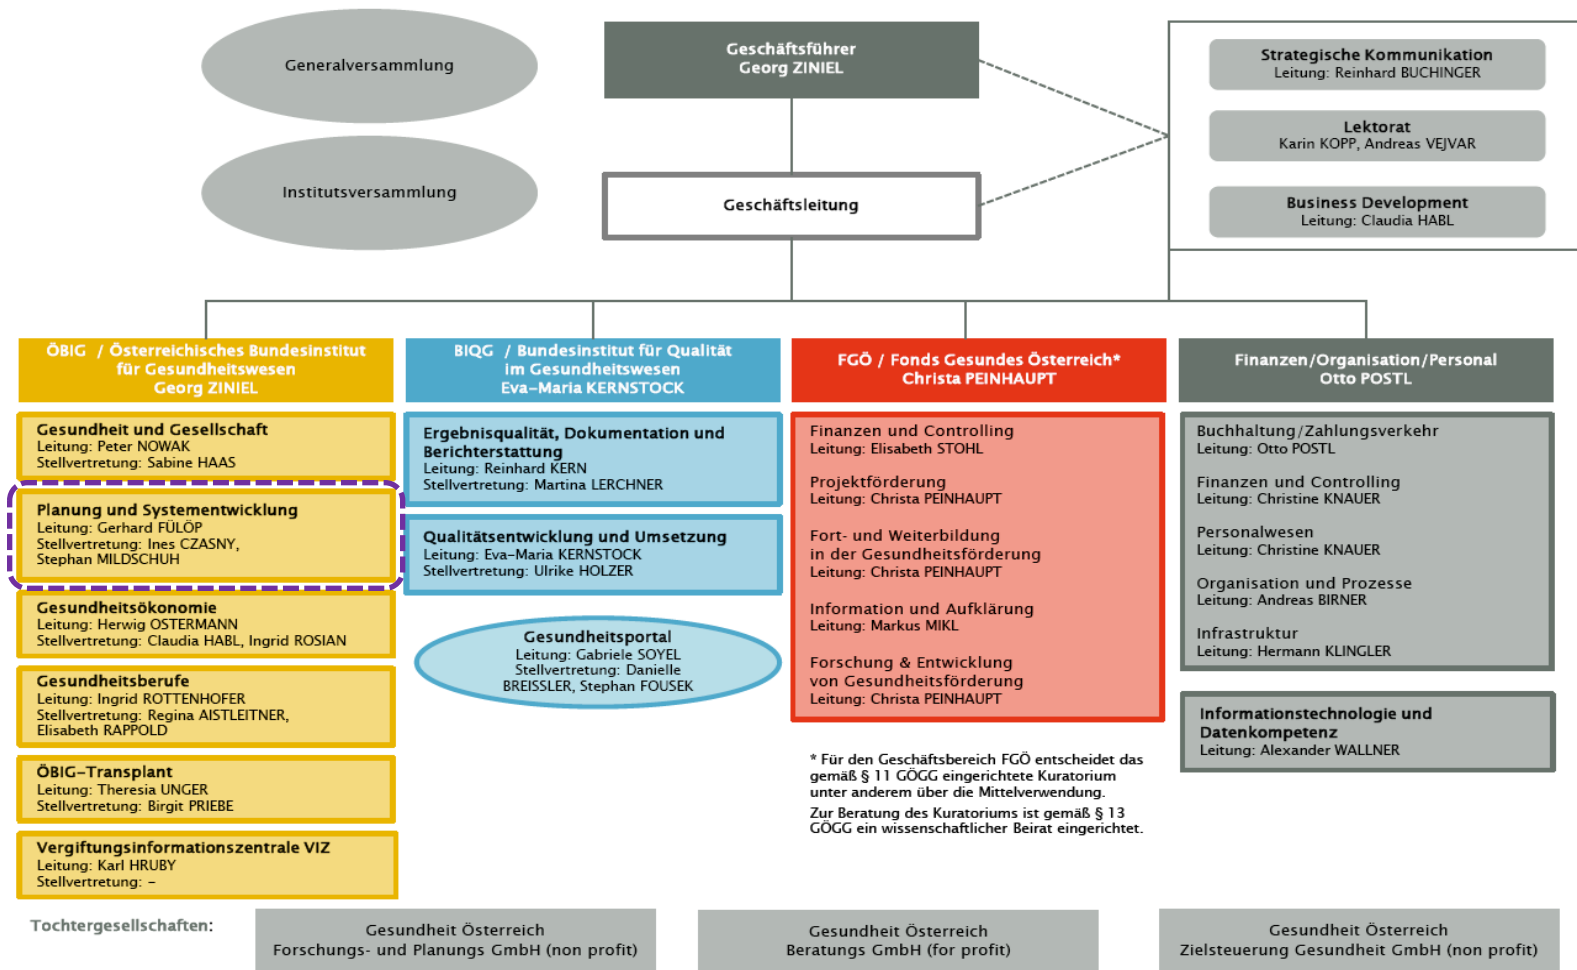 Generalversammlung
Institutsversammlung
Geschäftsführer
Georg ZINIEL
Geschäftsleitung
Strategische Kommunikation
Leitung: Reinhard BUCHINGER
Lektorat
Karin KOPP, Andreas VEJVAR
Business Development
Leitung: Claudia HABL
ÖBIG / Österreichisches Bundesinstitut
für Gesundheitswesen
Georg ZINIEL
Gesundheit und Gesellschaft
Leitung: Peter NOWAK
Stellvertretung: Sabine HAAS
Planung und Systementwicklung
Leitung: Gerhard FÜLÖP
Stellvertretung: Ines CZASNY,
Stephan MILDSCHUH
Gesundheitsökonomie
Leitung: Herwig OSTERMANN
Stellvertretung: Claudia HABL, Ingrid ROSIAN
Gesundheitsberufe
Leitung: Ingrid ROTTENHOFER
Stellvertretung: Regina AISTLEITNER,
Elisabeth RAPPOLD
ÖBIG-Transplant
Leitung: Theresia UNGER
Stellvertretung: Birgit PRIEBE
Vergiftungsinformationszentrale VIZ
Leitung: Karl HRUBY
Stellvertretung: –
BIQG / Bundesinstitut für Qualität
im Gesundheitswesen
Eva-Maria KERNSTOCK
Ergebnisqualität, Dokumentation und
Berichterstattung
Leitung: Reinhard KERN
Stellvertretung: Martina LERCHNER
Qualitätsentwicklung und Umsetzung
Leitung: Eva-Maria KERNSTOCK
Stellvertretung: Ulrike HOLZER
Gesundheitsportal
Leitung: Gabriele SOYEL
Stellvertretung: Danielle
BREISSLER, Stephan FOUSEK
FGÖ / Fonds Gesundes Österreich*
Christa PEINHAUPT
Finanzen und Controlling
Leitung: Elisabeth STOHL
Projektförderung
Leitung: Christa PEINHAUPT
Fort- und Weiterbildung
in der Gesundheitsförderung
Leitung: Christa PEINHAUPT
Information und Aufklärung
Leitung: Markus MIKL
Forschung & Entwicklung
von Gesundheitsförderung
Leitung: Christa PEINHAUPT
* Für den Geschäftsbereich FGÖ entscheidet das
gemäß § 11 GÖGG eingerichtete Kuratorium
unter anderem über die Mittelverwendung.
Zur Beratung des Kuratoriums ist gemäß § 13
GÖGG ein wissenschaftlicher Beirat eingerichtet.
Finanzen/Organisation/Personal
Otto POSTL
Buchhaltung/Zahlungsverkehr
Leitung: Otto POSTL
Finanzen und Controlling
Leitung: Christine KNAUER
Personalwesen
Leitung: Christine KNAUER
Organisation und Prozesse
Leitung: Andreas BIRNER
Infrastruktur
Leitung: Hermann KLINGLER
Informationstechnologie und
Datenkompetenz
Leitung: Alexander WALLNER
Tochtergesellschaften:
Gesundheit Österreich
Forschungs- und Planungs GmbH (non profit)
Gesundheit Österreich
Beratungs GmbH (for profit)
Gesundheit Österreich
Zielsteuerung Gesundheit GmbH (non profit)